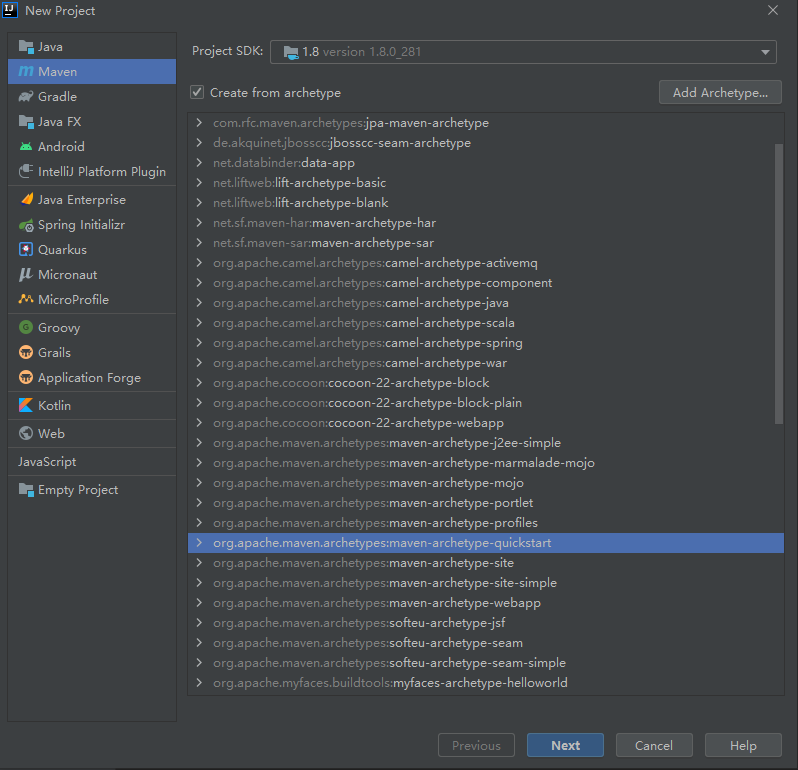 New Project
Java
Maven
Gradle
Java FX
Android
IntelliJ Platform Plugin
Java Enterprise
Spring Initializr
Quarkus
Micronaut
MicroProfile
Groovy
Grails
Application Forge
Kotlin
Web
JavaScript
Empty Project
Project SDK: 1.8 version 1.8.0_281
Create from archetype Add Archetype...
com.rfc.maven.archetypes:jpa-maven-archetype
de.akquinet.jbosscc:jbosscc-seam-archetype
net.databinder:data-app
net.liftweb:lift-archetype-basic
net.liftweb:lift-archetype-blank
net.sf.maven-har:maven-archetype-har
net.sf.maven-sar:maven-archetype-sar
org.apache.camel.archetypes:camel-archetype-activemq
org.apache.camel.archetypes:camel-archetype-component
org.apache.camel.archetypes:camel-archetype-java
org.apache.camel.archetypes:camel-archetype-scala
org.apache.camel.archetypes:camel-archetype-spring
org.apache.camel.archetypes:camel-archetype-war
org.apache.cocoon:cocoon-22-archetype-block
org.apache.cocoon:cocoon-22-archetype-block-plain
org.apache.cocoon:cocoon-22-archetype-webapp
org.apache.maven.archetypes:maven-archetype-j2ee-simple
org.apache.maven.archetypes:maven-archetype-marmalade-mojo
org.apache.maven.archetypes:maven-archetype-mojo
org.apache.maven.archetypes:maven-archetype-portlet
org.apache.maven.archetypes:maven-archetype-profiles
org.apache.maven.archetypes:maven-archetype-quickstart
org.apache.maven.archetypes:maven-archetype-site
org.apache.maven.archetypes:maven-archetype-site-simple
org.apache.maven.archetypes:maven-archetype-webapp
org.apache.maven.archetypes:softeu-archetype-jsf
org.apache.maven.archetypes:softeu-archetype-seam
org.apache.maven.archetypes:softeu-archetype-seam-simple
org.apache.myfaces.buildtools:myfaces-archetype-helloworld
Previous Next Cancel Help